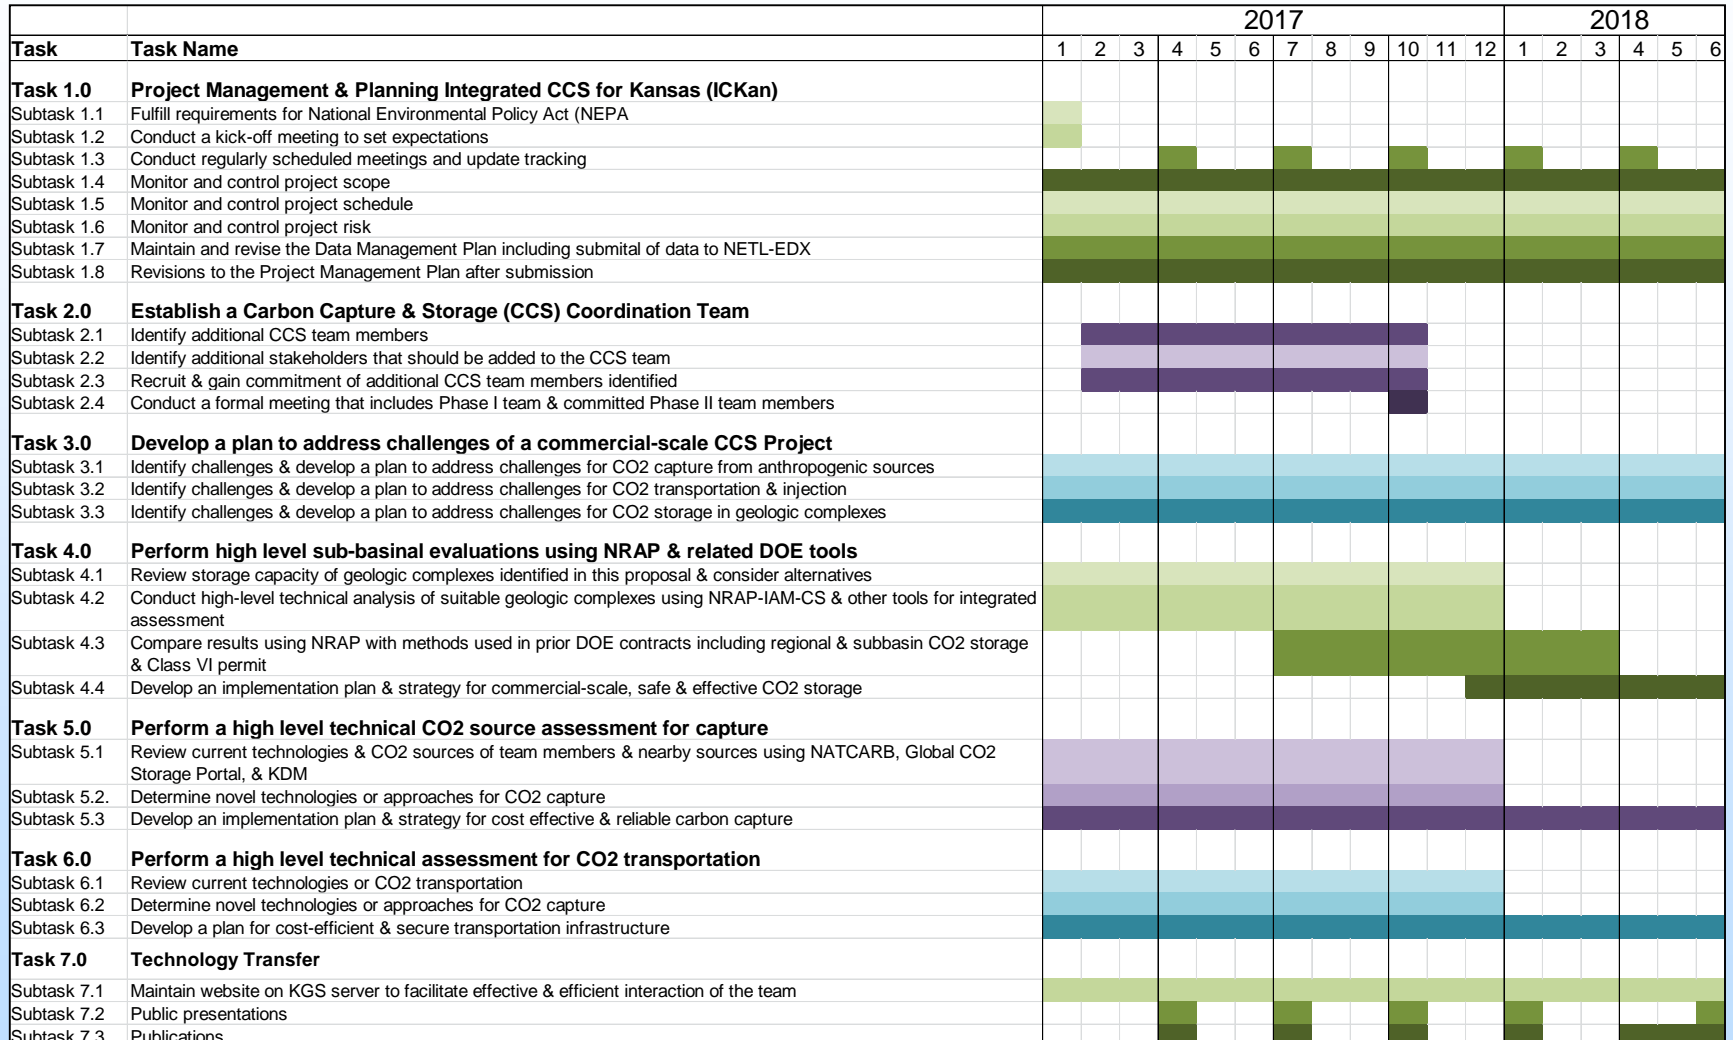 2017 2018
Task Task Name 1 2 3 4 5 6 7 8 9 10 11 12 1 2 3 4 5 6
Task 1.0 Project Management & Planning Integrated CCS for Kansas (ICKan)
Subtask 1.1 Fulfill requirements for National Environmental Policy Act (NEPA
Subtask 1.2 Conduct a kick-off meeting to set expectations
Subtask 1.3 Conduct regularly scheduled meetings and update tracking
Subtask 1.4 Monitor and control project scope
Subtask 1.5 Monitor and control project schedule
Subtask 1.6 Monitor and control project risk
Subtask 1.7 Maintain and revise the Data Management Plan including submital of data to NETL-EDX
Subtask 1.8 Revisions to the Project Management Plan after submission
Task 2.0 Establish a Carbon Capture & Storage (CCS) Coordination Team
Subtask 2.1 Identify additional CCS team members
Subtask 2.2 Identify additional stakeholders that should be added to the CCS team
Subtask 2.3 Recruit & gain commitment of additional CCS team members identified
Subtask 2.4 Conduct a formal meeting that includes Phase I team & committed Phase II team members
Task 3.0 Develop a plan to address challenges of a commercial-scale CCS Project
Subtask 3.1 Identify challenges & develop a plan to address challenges for CO2 capture from anthropogenic sources
Subtask 3.2 Identify challenges & develop a plan to address challenges for CO2 transportation & injection
Subtask 3.3 Identify challenges & develop a plan to address challenges for CO2 storage in geologic complexes
Task 4.0 Perform high level sub-basinal evaluations using NRAP & related DOE tools
Subtask 4.1 Review storage capacity of geologic complexes identified in this proposal & consider alternatives
Subtask 4.2 Conduct high-level technical analysis of suitable geologic complexes using NRAP-IAM-CS & other tools for integrated
assessment
Subtask 4.3 Compare results using NRAP with methods used in prior DOE contracts including regional & subbasin CO2 storage
& Class VI permit
Subtask 4.4 Develop an implementation plan & strategy for commercial-scale, safe & effective CO2 storage
Task 5.0 Perform a high level technical CO2 source assessment for capture
Subtask 5.1 Review current technologies & CO2 sources of team members & nearby sources using NATCARB, Global CO2
Storage Portal, & KDM
Subtask 5.2. Determine novel technologies or approaches for CO2 capture
Subtask 5.3 Develop an implementation plan & strategy for cost effective & reliable carbon capture
Task 6.0 Perform a high level technical assessment for CO2 transportation
Subtask 6.1 Review current technologies or CO2 transportation
Subtask 6.2 Determine novel technologies or approaches for CO2 capture
Subtask 6.3 Develop a plan for cost-efficient & secure transportation infrastructure
Task 7.0 Technology Transfer
Subtask 7.1 Maintain website on KGS server to facilitate effective & efficient interaction of the team
Subtask 7.2 Public presentations
Subtask 7.3 Publications